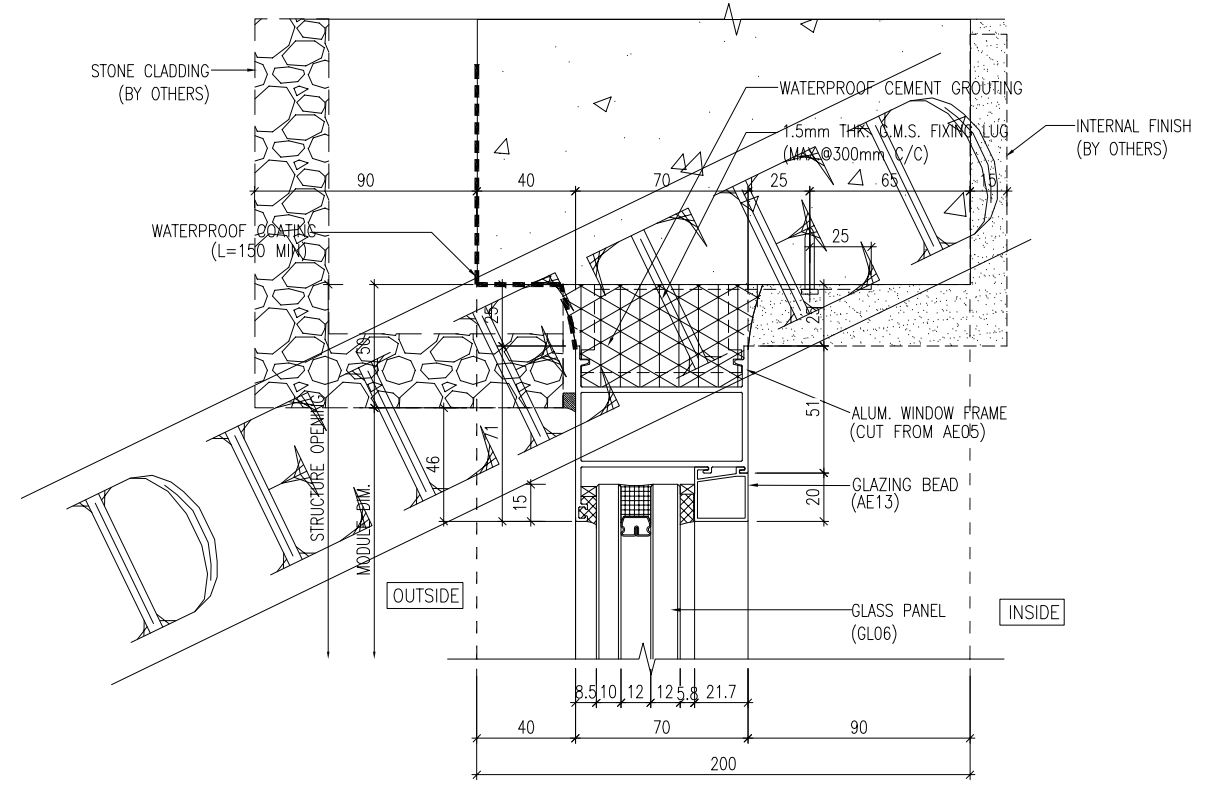 STONE CLADDING
(BY OTHERS)
WATERPROOF CEMENT GROUTING
1.5mm THK. G.M.S. FIXING LUG
(MAX@300mm C/C)
INTERNAL FINISH
(BY OTHERS)
90
40
70
25
65
15
WATERPROOF COATING
(L=150 MIN)
25
25
25
50
STRUCTURE OPENING
MODULE DIM.
46
71
15
51
20
ALUM. WINDOW FRAME
(CUT FROM AE05)
GLAZING BEAD
(AE13)
OUTSIDE
GLASS PANEL
(GL06)
INSIDE
8.5
10
12
12
5.8
21.7
40
70
90
200